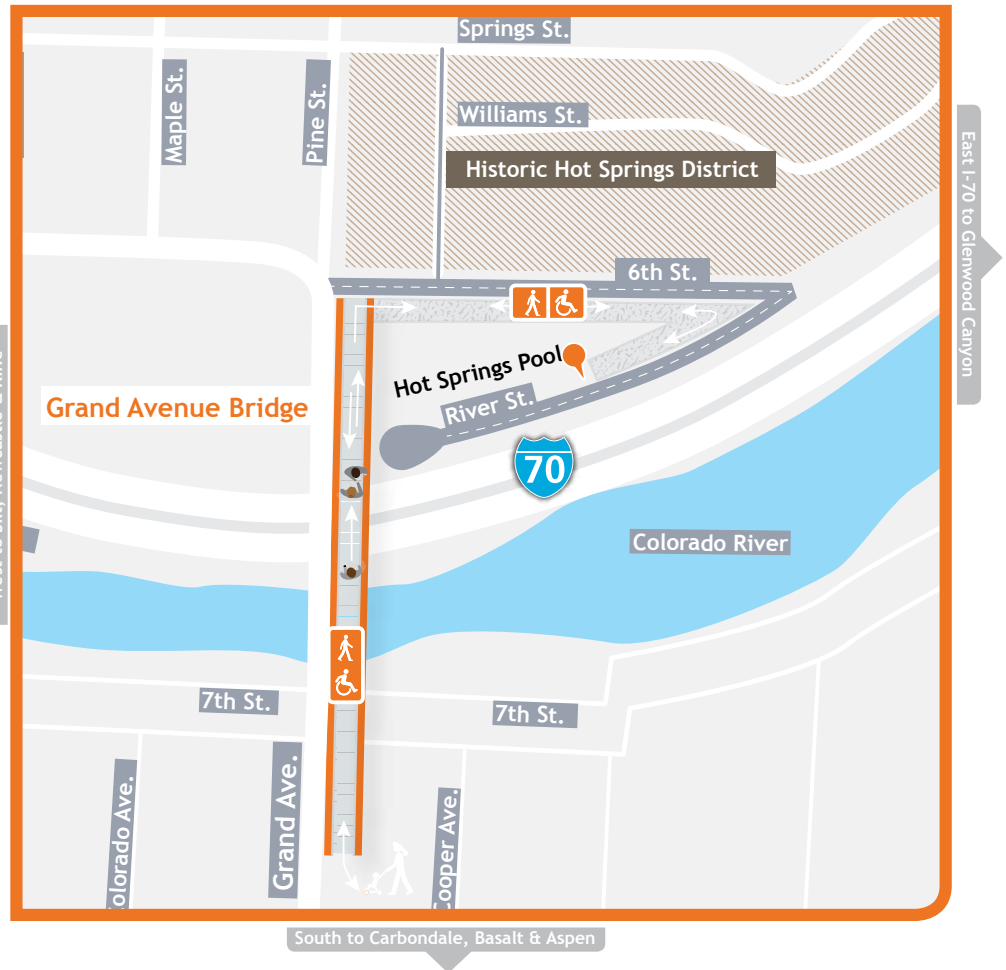 Springs St.
Maple St.
Pine St.
Williams St.
Historic Hot Springs District
East I-70 to Glenwood Canyon
6th St.
Hot Springs Pool
River St.
Grand Avenue Bridge
70
Colorado River
7th St.
7th St.
Grand Ave.
Cooper Ave.
South to Carbondale, Basalt & Aspen